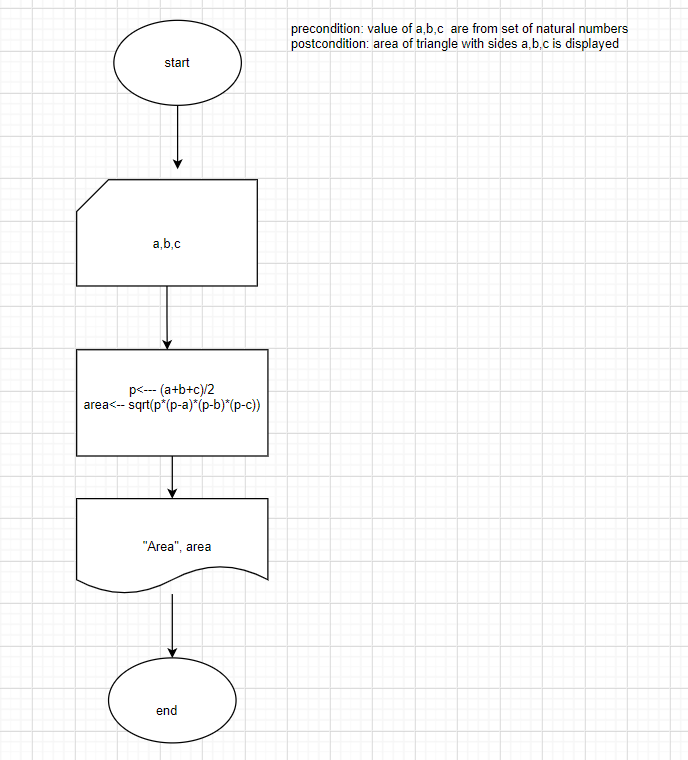 precondition: value of a,b,c  are from set of natural numbers
postcondition: area of triangle with sides a,b,c is displayed
start
a,b,c
p<--- (a+b+c)/2
area<-- sqrt(p*(p-a)*(p-b)*(p-c))
"Area", area
end